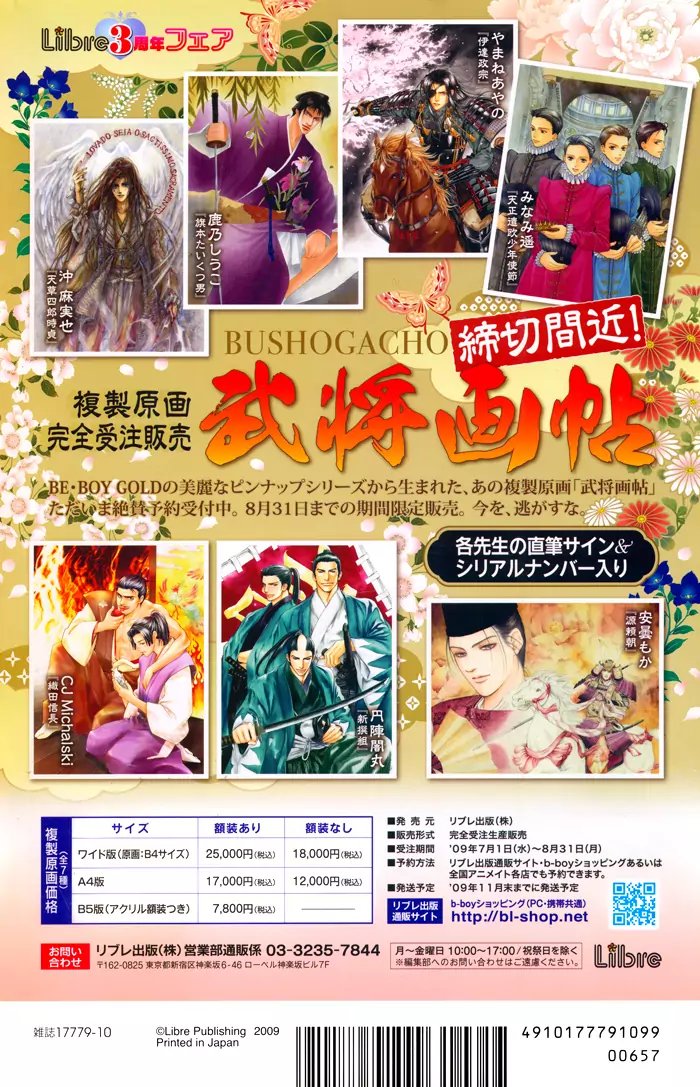 Libre3周年フェア
やまねあやの
『伊達政宗』
LOVADO SEIA O SACTISSIMO SACRAMENTO
鹿乃しうこ
『旗本たいくつ男』
みなみ遥
『天正遣欧少年使節』
沖 麻実也
『天草四郎時貞』
BUSHOGACHO
締切間近!
複製原画
完全受注販売
武将画帖
BE・BOY GOLDの美麗なピンナップシリーズから生まれた、あの複製原画「武将画帖」
ただいま絶賛予約受付中。8月31日までの期間限定販売。今を、逃がすな。
各先生の直筆サイン&
シリアルナンバー入り
CJ Michalski
『織田信長』
円陣闇丸
『新撰組』
安曇もか
『源頼朝』
複製原画価格
(全7種)
サイズ 額装あり 額装なし
ワイド版(原画:B4サイズ) 25,000円(税込) 18,000円(税込)
A4版 17,000円(税込) 12,000円(税込)
B5版(アクリル額装つき) 7,800円(税込) ————
■発売元 リブレ出版(株)
■販売形式 完全受注生産販売
■受注期間 '09年7月1日(水)～8月31日(月)
■予約方法 リブレ出版通販サイト・b-boyショッピングあるいは
全国アニメイト各店でも予約できます。
■発送予定 '09年11月末までに発送予定
リブレ出版
通販サイト
b-boyショッピング(PC・携帯共通)
http://bl-shop.net
お問い
合わせ
リブレ出版(株)営業部通販係 03-3235-7844
〒162-0825 東京都新宿区神楽坂6-46 ローベル神楽坂ビル7F
月～金曜日 10:00～17:00/祝祭日を除く
※編集部へのお問い合わせはご遠慮ください。
Libre
雑誌17779-10
©Libre Publishing 2009
Printed in Japan
4910177791099
00657